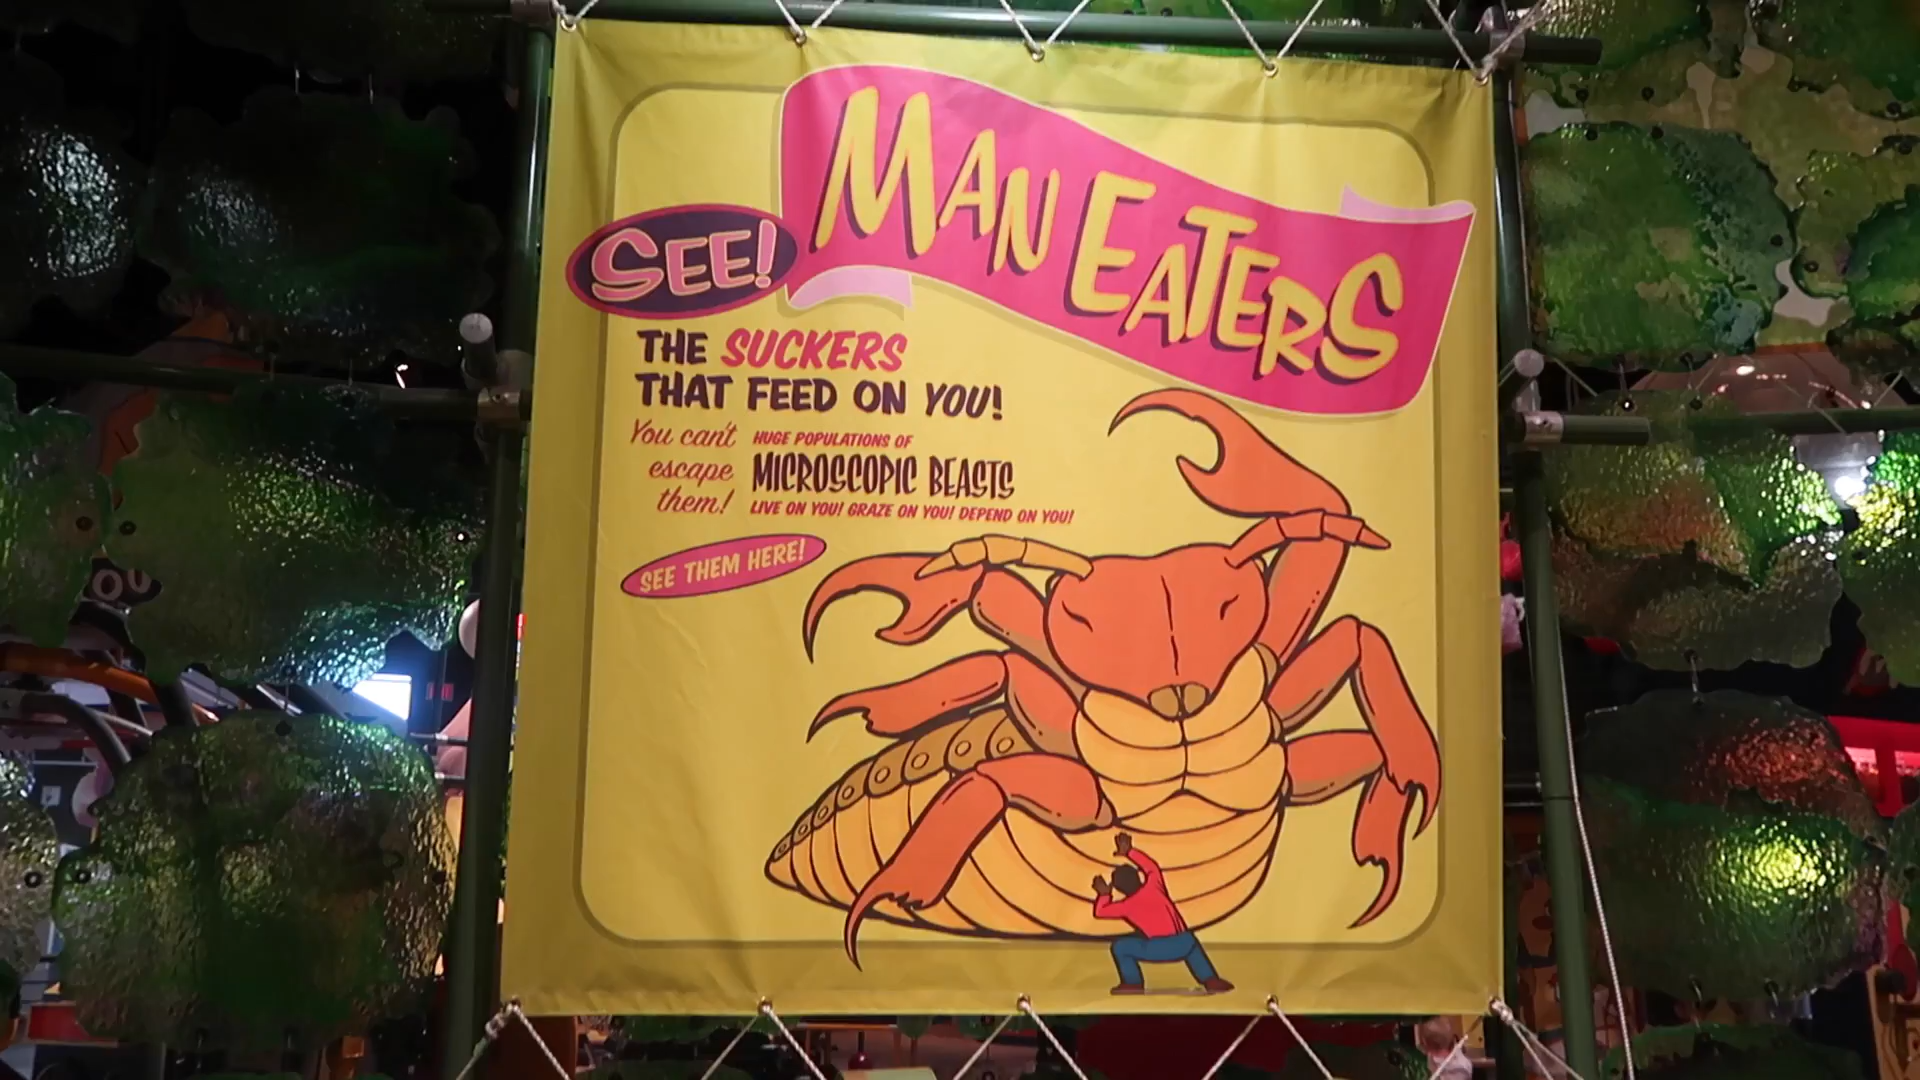 SEE!
MAN EATERS
THE SUCKERS
THAT FEED ON YOU!
You can't
escape
them!
HUGE POPULATIONS OF
MICROSCOPIC BEASTS
LIVE ON YOU! GRAZE ON YOU! DEPEND ON YOU!
SEE THEM HERE!
OU